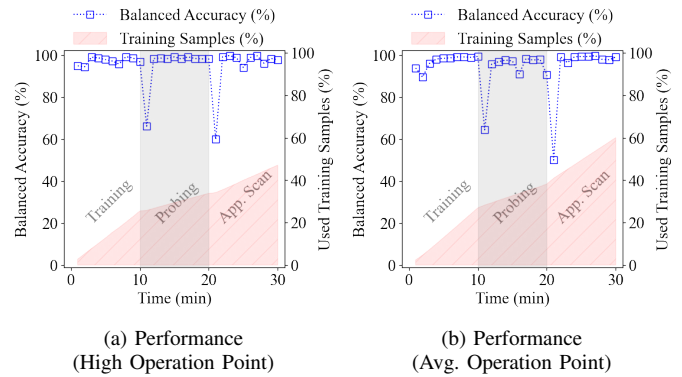 Balanced Accuracy (%)
Training Samples (%)
100
80
60
40
20
0
Balanced Accuracy (%)
100
80
60
40
20
0
Used Training Samples (%)
Training
Probing
App. Scan
0
10
20
30
Time (min)
(a) Performance
(High Operation Point)
Balanced Accuracy (%)
Training Samples (%)
100
80
60
40
20
0
Balanced Accuracy (%)
100
80
60
40
20
0
Used Training Samples (%)
Training
Probing
App. Scan
0
10
20
30
Time (min)
(b) Performance
(Avg. Operation Point)